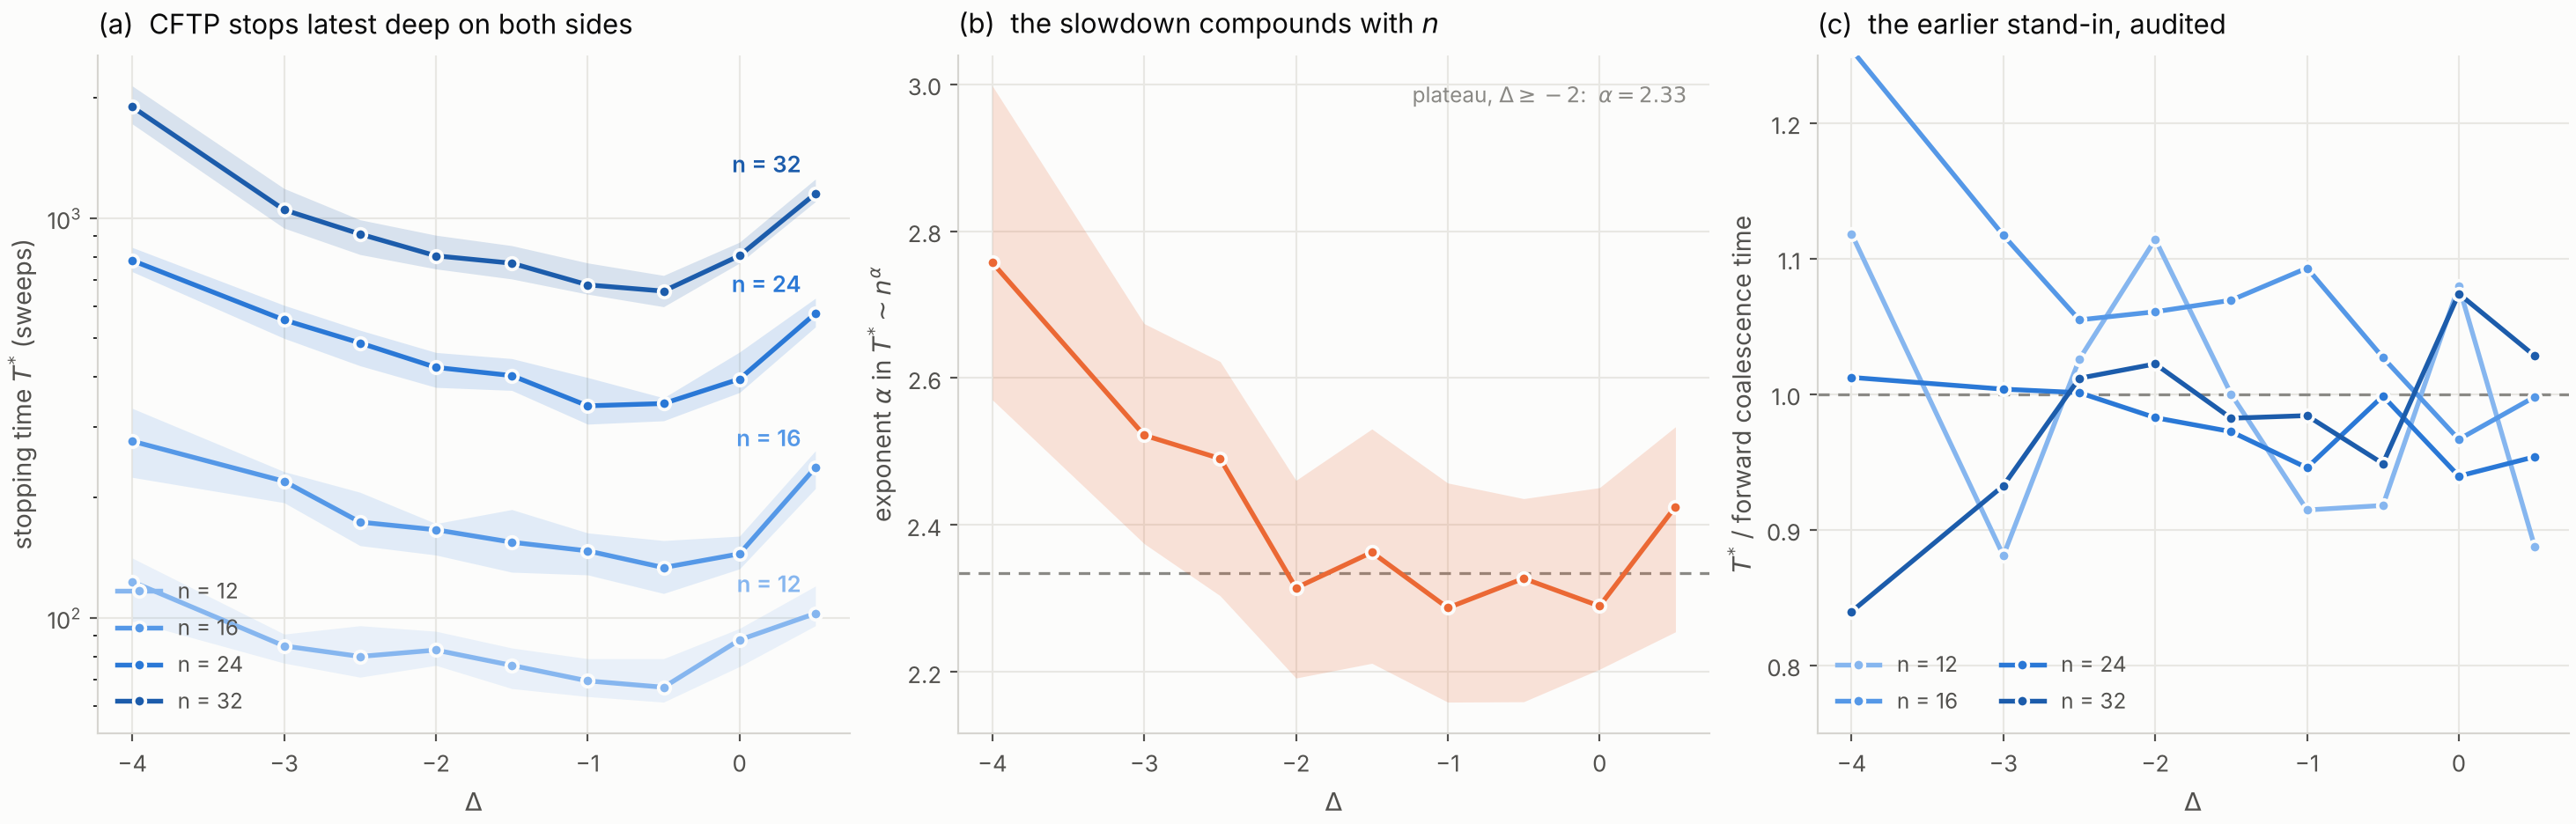 (a) CFTP stops latest deep on both sides
stopping time T* (sweeps)
10³
10²
n = 32
n = 24
n = 16
n = 12
n = 12
n = 16
n = 24
n = 32
−4
−3
−2
−1
0
Δ
(b) the slowdown compounds with n
exponent α in T* ~ n^α
3.0
2.8
2.6
2.4
2.2
plateau, Δ ≥ −2: α = 2.33
−4
−3
−2
−1
0
Δ
(c) the earlier stand-in, audited
T* / forward coalescence time
1.2
1.1
1.0
0.9
0.8
n = 12
n = 16
n = 24
n = 32
−4
−3
−2
−1
0
Δ